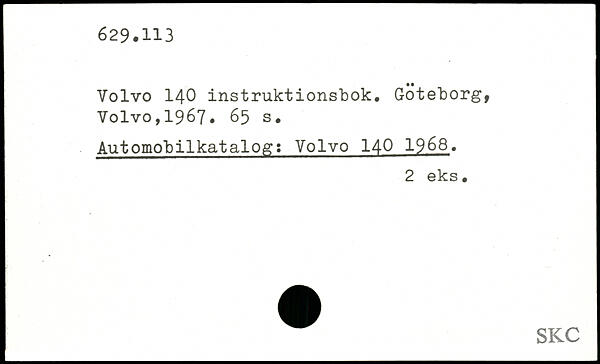 629.113
Volvo 140 instruktionsbok. Göteborg,
Volvo,1967. 65 s.
Automobilkatalog: Volvo 140 1968.
2 eks.
SKC